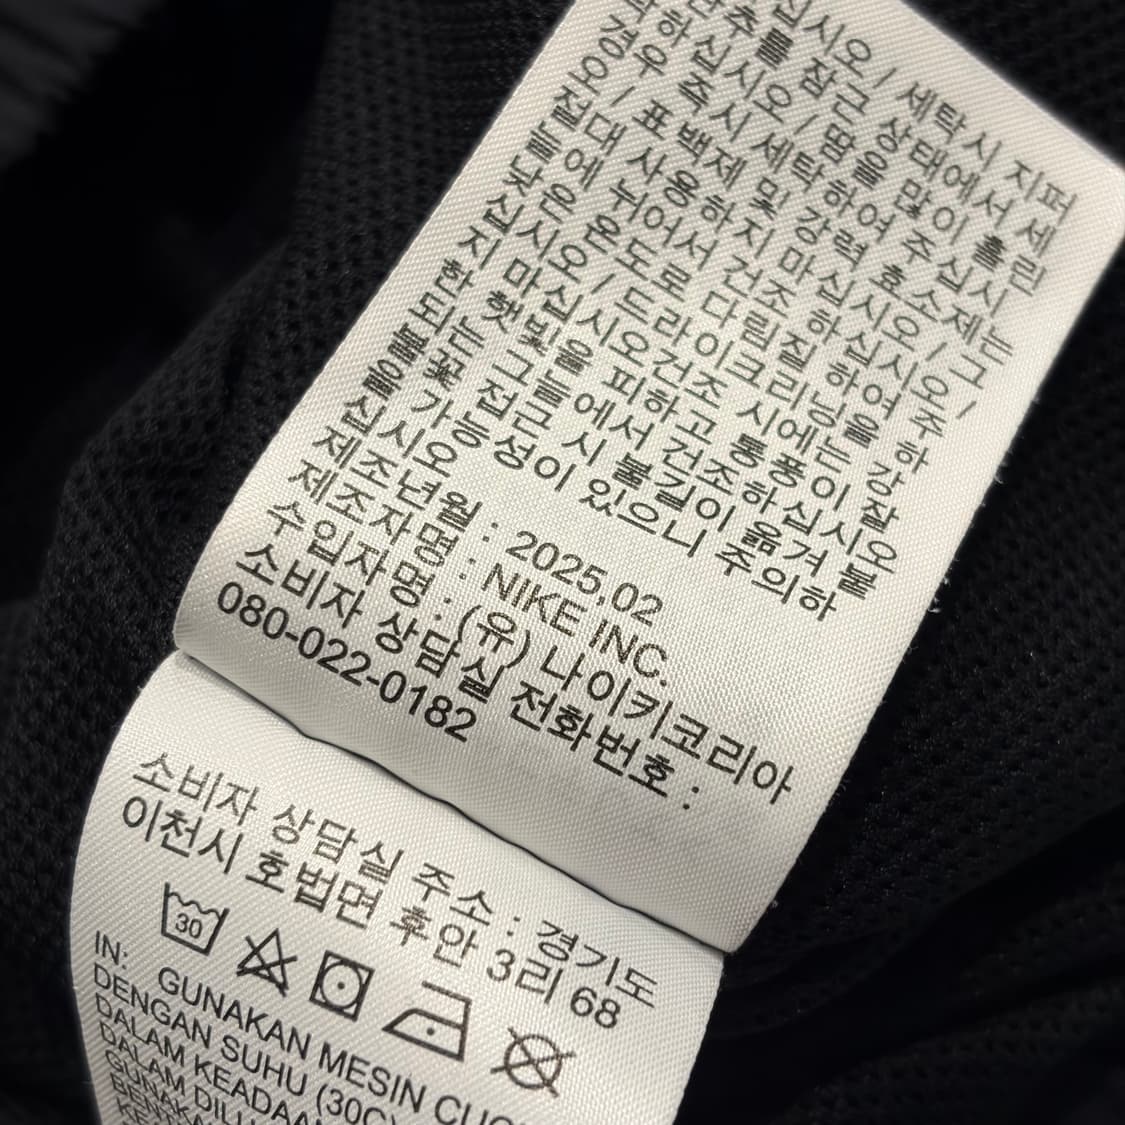 십시오 / 세탁시 지퍼
단추를 잠근 상태에서 세
탁하십시오 / 땀을 많이 흘린
경우 즉시 세탁하여 주십시
오 / 표백제 및 강력 효소제는
절대 사용하지 마십시오 / 그
늘에 뉘어서 건조 하십시오 /
낮은 온도로 다림질 하여 주
십시오 / 드라이크리닝을 하
지 마십시오건조 시에는 강
한 햇빛을 피하고 통풍이 잘
되는 그늘에서 건조하십시오
불꽃 접근 시 불길이 옮겨 붙
을 가능성이 있으니 주의하
십시오
제조년월 : 2025,02
제조자명 : NIKE INC.
수입자명 : (유) 나이키코리아
소비자 상담실 전화번호 :
080-022-0182
소비자 상담실 주소 : 경기도
이천시 호법면 후안 3리 68
30
IN: GUNAKAN MESIN CUC
DENGAN SUHU (30C)
DALAM KEADAAN
DALAM
GUNAKA